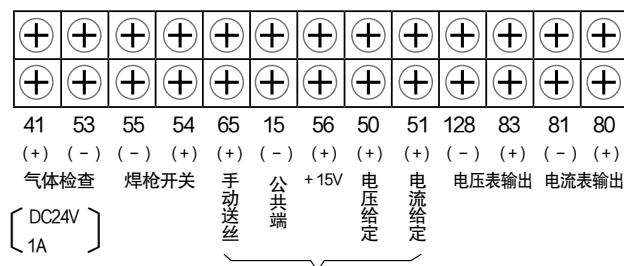 41 53 55 54 65 15 56 50 51 128 83 81 80
(+) (-) (-) (+) (+) (-) (+) (+) (+) (-) (+) (-) (+)
气体检查 焊枪开关 手动送丝 公共端 +15V 电压给定 电流给定 电压表输出 电流表输出
DC24V
1A